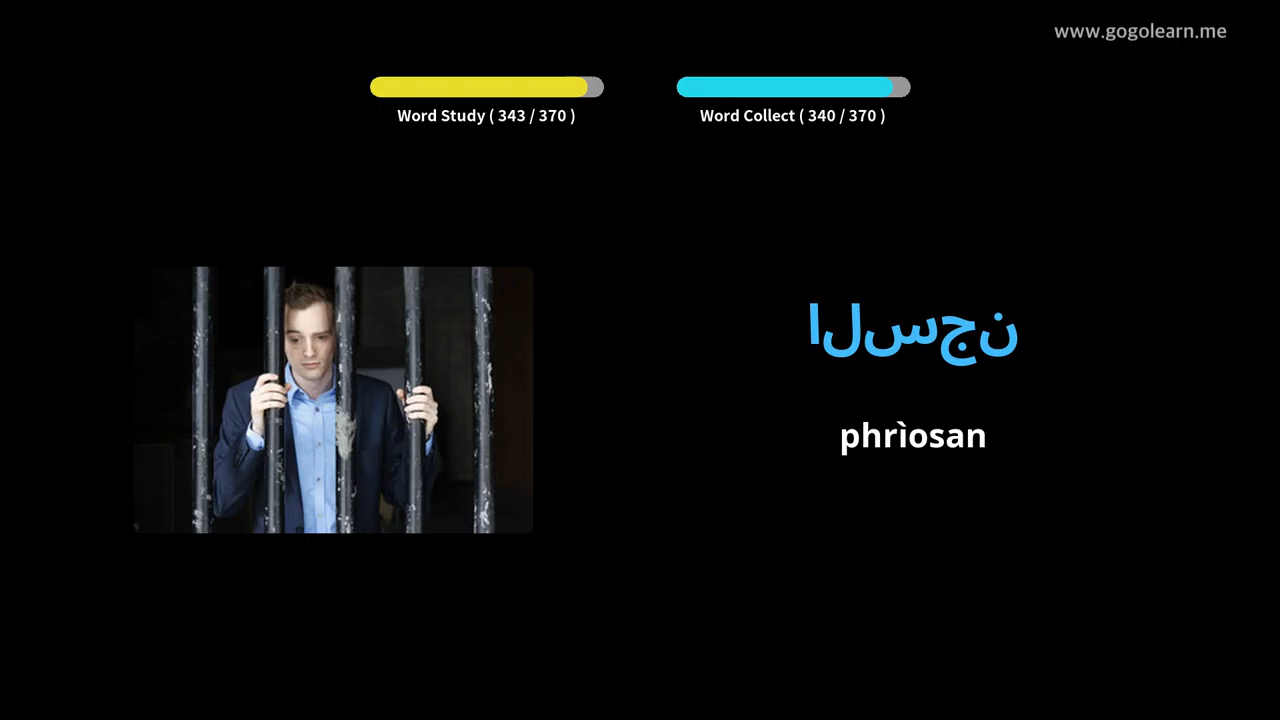 www.gogolearn.me
Word Study ( 343 / 370 )
Word Collect ( 340 / 370 )
السجن
phrìosan